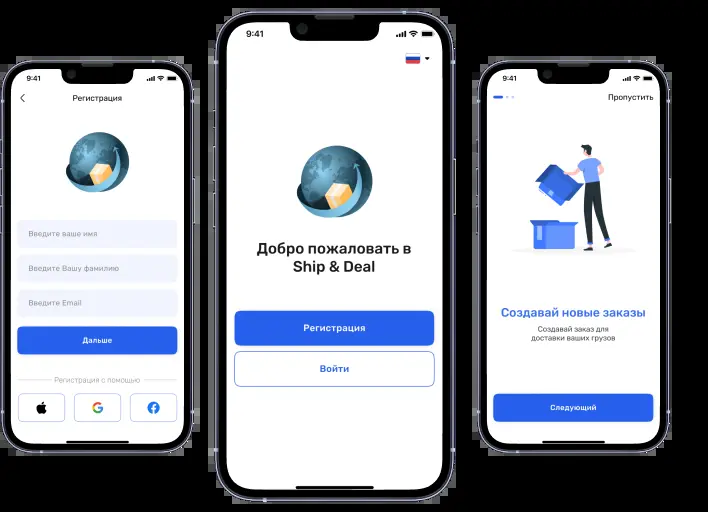 9:41
Регистрация
Введите ваше имя
Введите Вашу фамилию
Введите Email
Дальше
Регистрация с помощью
9:41
Добро пожаловать в
Ship & Deal
Регистрация
Войти
9:41
Пропустить
Создавай новые заказы
Создавай заказ для
доставки ваших грузов
Следующий